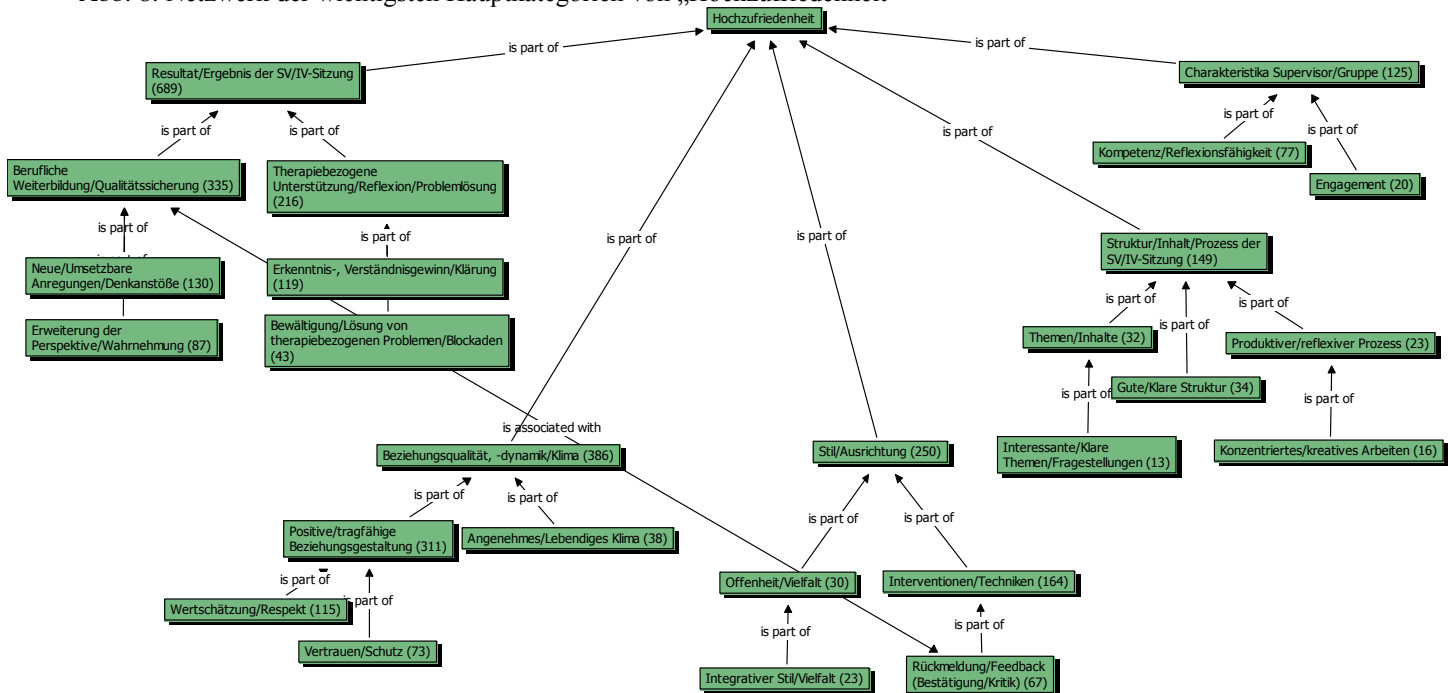 Abb. 6: Netzwerk der wichtigsten Hauptkategorien von „Hochzufriedenheit“
Hochzufriedenheit
is part of
is part of
Resultat/Ergebnis der SV/IV-Sitzung
(689)
Charakteristika Supervisor/Gruppe (125)
is part of
is part of
is part of
is part of
Kompetenz/Reflexionsfähigkeit (77)
Berufliche
Weiterbildung/Qualitätssicherung (335)
Therapiebezogene
Unterstützung/Reflexion/Problemlösung
(216)
Engagement (20)
is part of
is part of
is part of
is part of
is part of
Struktur/Inhalt/Prozess der
SV/IV-Sitzung (149)
Neue/Umsetzbare
Anregungen/Denkanstöße (130)
Erkenntnis-, Verständnisgewinn/Klärung
(119)
is part of
is part of
is part of
Erweiterung der
Perspektive/Wahrnehmung (87)
Bewältigung/Lösung von
therapiebezogenen Problemen/Blockaden
(43)
Themen/Inhalte (32)
Produktiver/reflexiver Prozess (23)
Gute/Klare Struktur (34)
is part of
is part of
is associated with
Beziehungsqualität, -dynamik/Klima (386)
Stil/Ausrichtung (250)
Interessante/Klare
Themen/Fragestellungen (13)
Konzentriertes/kreatives Arbeiten (16)
is part of
is part of
is part of
is part of
Positive/tragfähige
Beziehungsgestaltung (311)
Angenehmes/Lebendiges Klima (38)
is part of
Offenheit/Vielfalt (30)
Interventionen/Techniken (164)
is part of
Wertschätzung/Respekt (115)
is part of
is part of
Vertrauen/Schutz (73)
Integrativer Stil/Vielfalt (23)
Rückmeldung/Feedback
(Bestätigung/Kritik) (67)